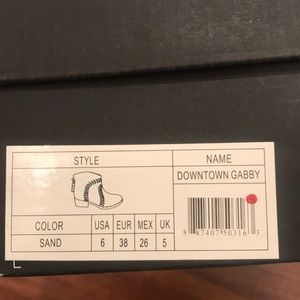 STYLE
NAME
DOWNTOWN GABBY
COLOR USA EUR MEX UK
SAND 6 38 26 5
8 87407 50316 3